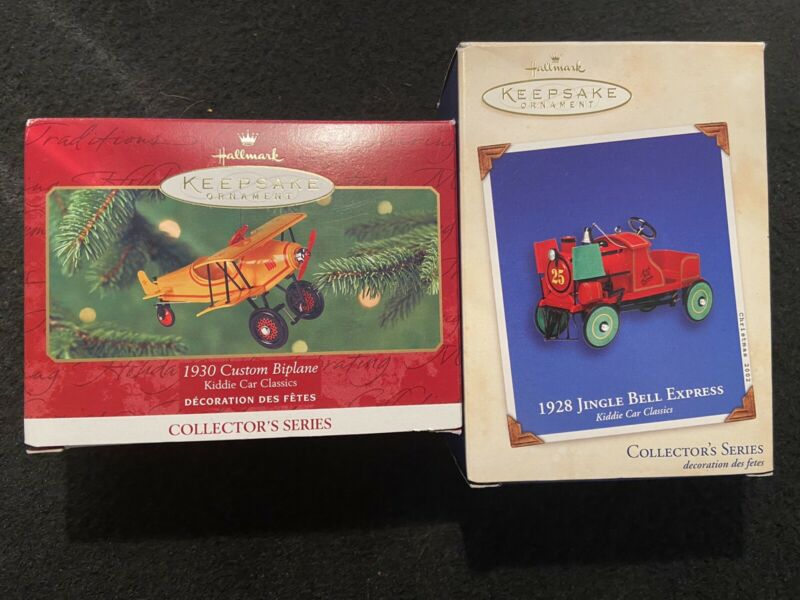 Traditions
Hallmark
KEEPSAKE
ORNAMENT
1930 Custom Biplane
Kiddie Car Classics
DÉCORATION DES FÊTES
COLLECTOR'S SERIES
Hallmark
KEEPSAKE
ORNAMENT
25
Christmas 2002
1928 JINGLE BELL EXPRESS
Kiddie Car Classics
COLLECTOR'S SERIES
decoration des fetes